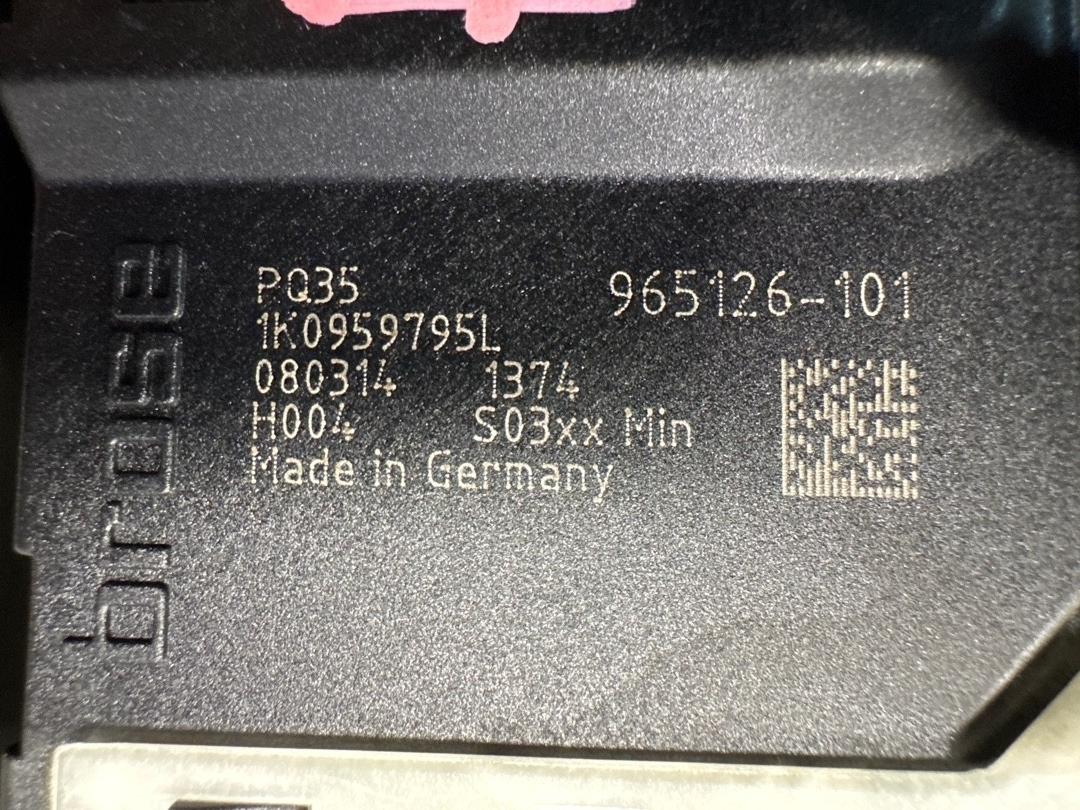 brose
PQ35
965126-101
1K0959795L
080314 1374
H004 S03xx Min
Made in Germany